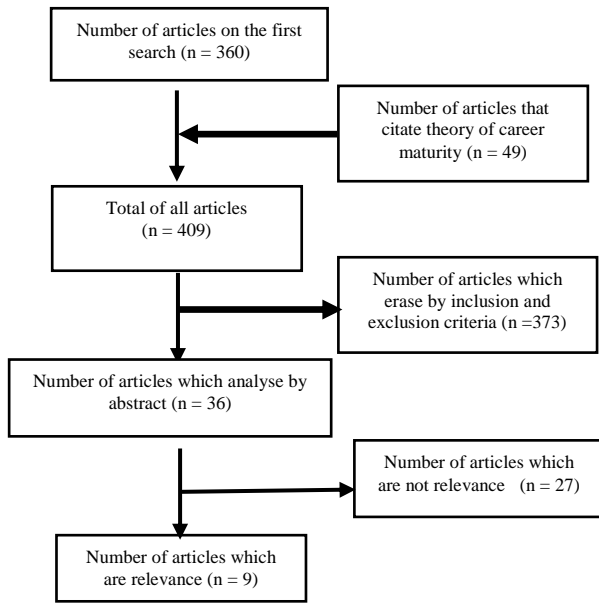 Number of articles on the first
search (n = 360)
Number of articles that
citate theory of career
maturity (n = 49)
Total of all articles
(n = 409)
Number of articles which
erase by inclusion and
exclusion criteria (n =373)
Number of articles which analyse by
abstract (n = 36)
Number of articles which
are not relevance (n = 27)
Number of articles which
are relevance (n = 9)